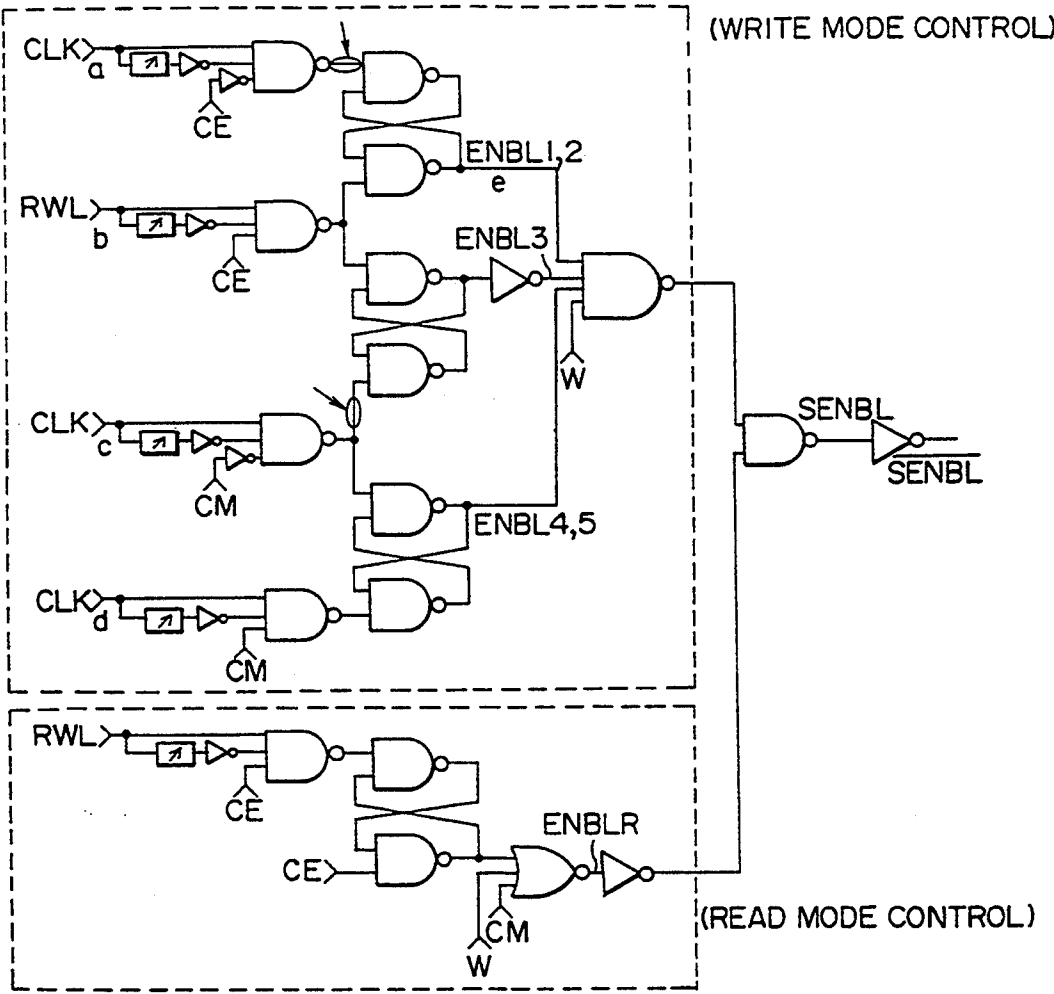 (WRITE MODE CONTROL)
CLK
a
CE
ENBL1,2
e
RWL
b
CE
ENBL3
W
CLK
c
CM
SENBL
SENBL
ENBL4,5
CLK
d
CM
RWL
CE
ENBLR
CE
CM
W
(READ MODE CONTROL)